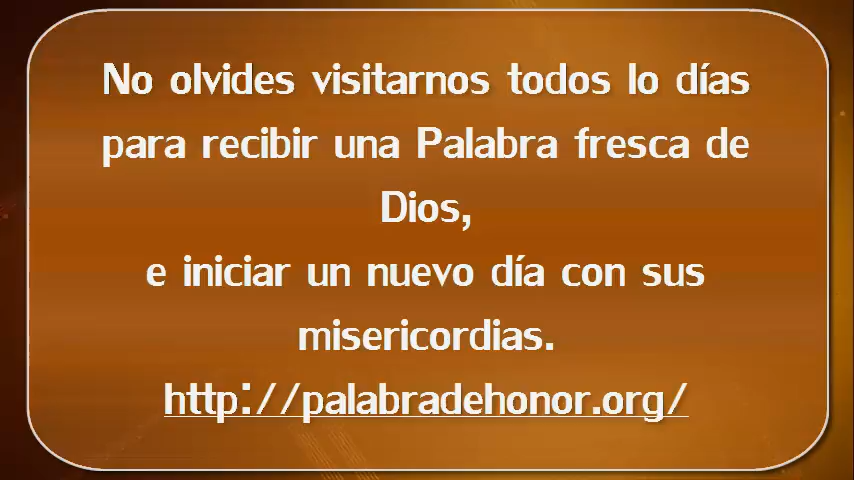 No olvides visitarnos todos lo días
para recibir una Palabra fresca de
Dios,
e iniciar un nuevo día con sus
misericordias.
http://palabradehonor.org/